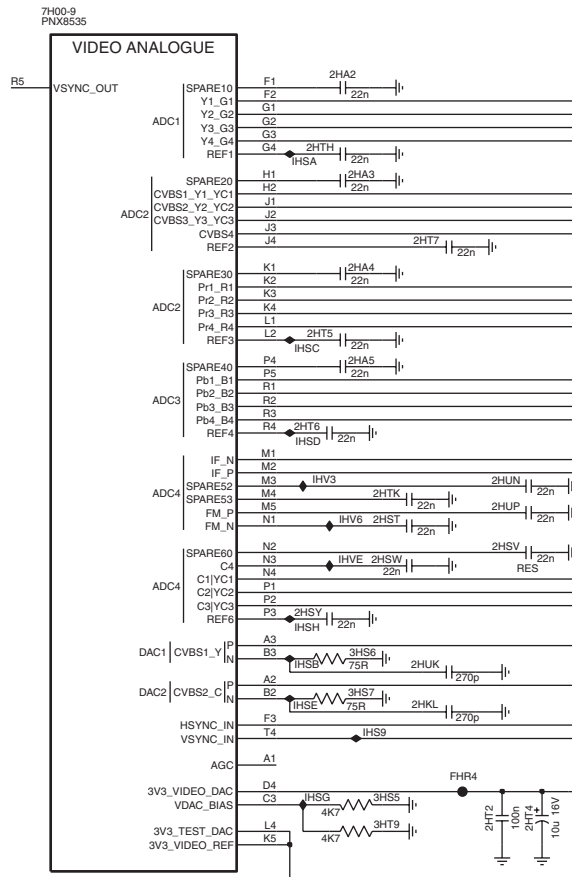 7H00-9
PNX8535
VIDEO ANALOGUE
R5 VSYNC_OUT
ADC1
SPARE10 F1 2HA2 22n
Y1_G1 F2
Y2_G2 G1
Y3_G3 G2
Y4_G4 G3
REF1 G4 IHSA 2HTH 22n
ADC2
SPARE20 H1 2HA3 22n
CVBS1_Y1_YC1 H2
CVBS2_Y2_YC2 J1
CVBS3_Y3_YC3 J2
CVBS4 J3
REF2 J4 2HT7 22n
ADC2
SPARE30 K1 2HA4 22n
Pr1_R1 K2
Pr2_R2 K3
Pr3_R3 K4
Pr4_R4 L1
REF3 L2 IHSC 2HT5 22n
ADC3
SPARE40 P4 2HA5 22n
Pb1_B1 P5
Pb2_B2 R1
Pb3_B3 R2
Pb4_B4 R3
REF4 R4 IHSD 2HT6 22n
ADC4
IF_N M1
IF_P M2
SPARE52 M3 IHV3 2HUN 22n
SPARE53 M4 2HTK 22n
FM_P M5 2HUP 22n
FM_N N1 IHV6 2HST 22n
ADC4
SPARE60 N2 2HSV 22n RES
C4 N3 IHVE 2HSW 22n
C1|YC1 N4
C2|YC2 P1
C3|YC3 P2
REF6 P3 IHSH 2HSY 22n
DAC1 CVBS1_Y P A3
N B3 IHSB 3HS6 75R 2HUK 270p
DAC2 CVBS2_C P A2
N B2 IHSE 3HS7 75R 2HKL 270p
HSYNC_IN F3
VSYNC_IN T4 IHS9
AGC A1
3V3_VIDEO_DAC D4 FHR4
VDAC_BIAS C3 IHSG 4K7 3HS5
4K7 3HT9
2HT2 100n
2HT4 + 10u 16V
3V3_TEST_DAC L4
3V3_VIDEO_REF K5